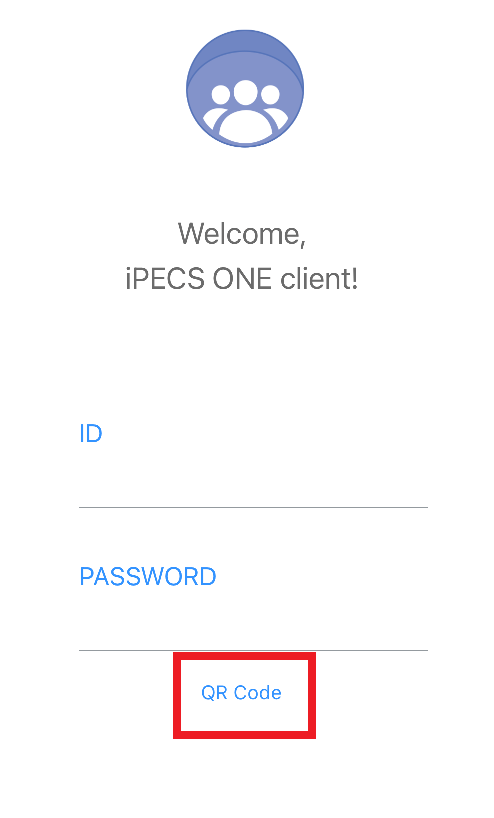 Welcome,
iPECS ONE client!
ID
PASSWORD
QR Code